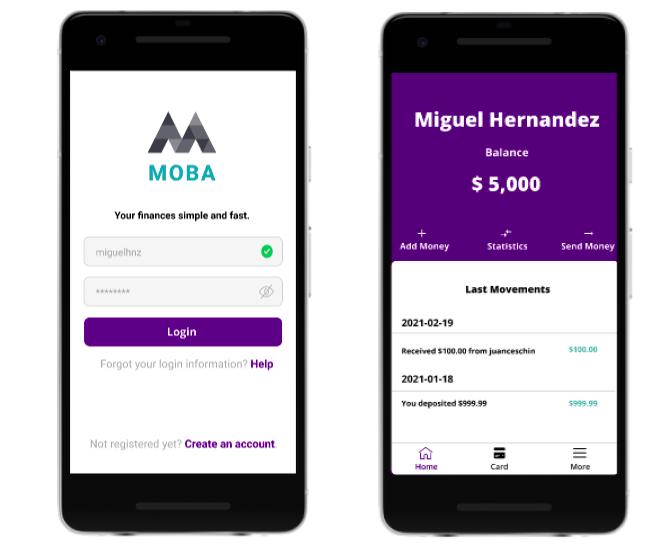 MOBA
Your finances simple and fast.
miguelhnz
********
Login
Forgot your login information? Help
Not registered yet? Create an account.
Miguel Hernandez
Balance
$ 5,000
Add Money Statistics Send Money
Last Movements
2021-02-19
Received $100.00 from juanceschin $100.00
2021-01-18
You deposited $999.99 $999.99
Home Card More